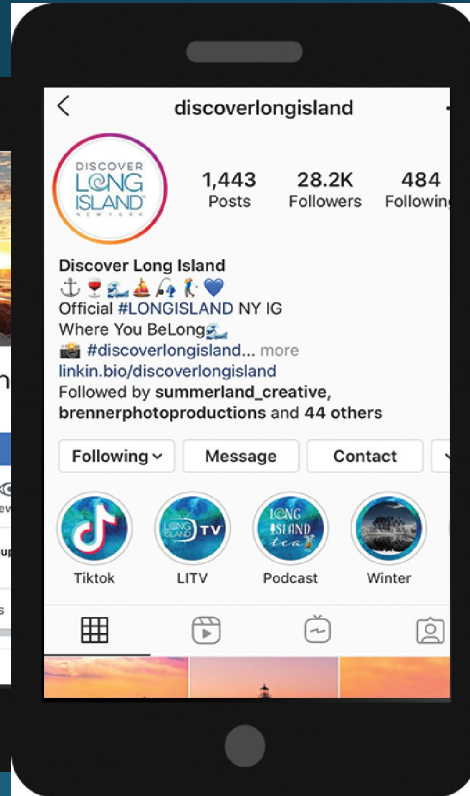 discoverlongisland
DISCOVER
LONG
ISLAND
NEW YORK
1,443 28.2K 484
Posts Followers Following
Discover Long Island
⚓🍷🌊⛵🎣🏌️💙
Official #LONGISLAND NY IG
Where You BeLong🌊
📸 #discoverlongisland... more
linkin.bio/discoverlongisland
Followed by summerland_creative,
brennerphotoproductions and 44 others
Following Message Contact
LONG
ISLAND TV
LONG
ISLAND
tea
Tiktok LITV Podcast Winter